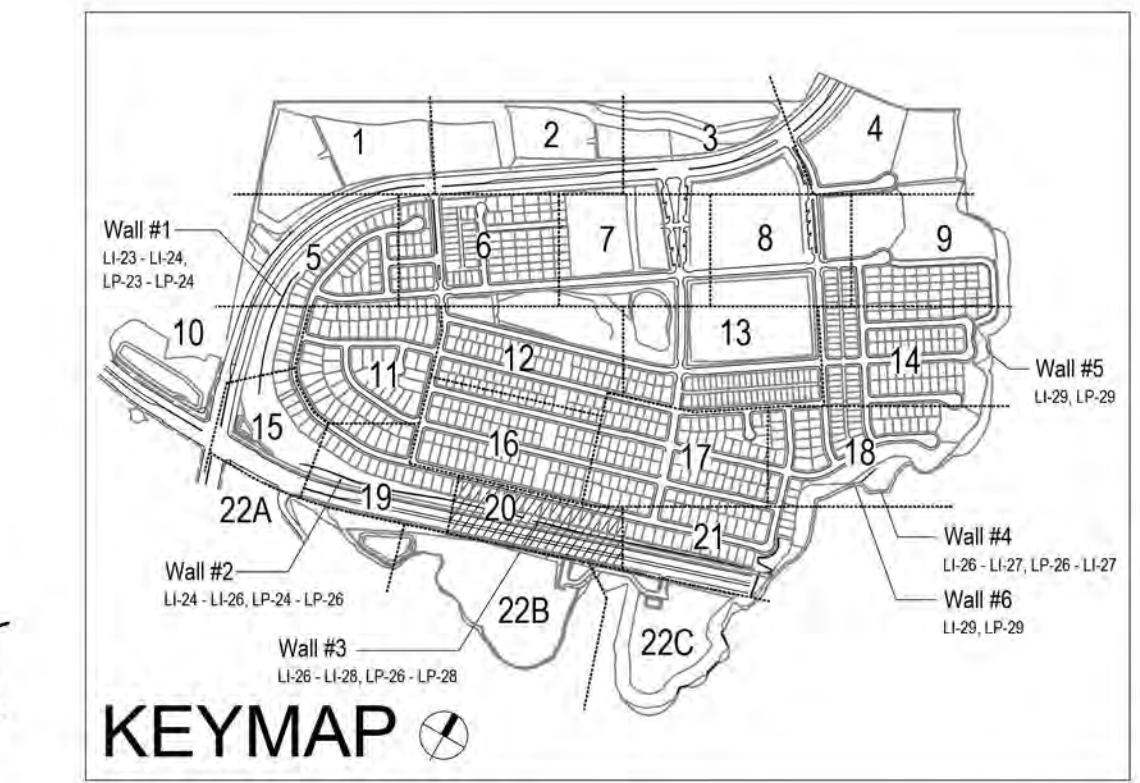 1
2
3
4
Wall #1
LI-23 - LI-24,
LP-23 - LP-24
5
6
7
8
9
10
11
12
13
14
Wall #5
LI-29, LP-29
15
16
17
18
19
20
21
22A
Wall #4
LI-26 - LI-27, LP-26 - LI-27
Wall #2
LI-24 - LI-26, LP-24 - LP-26
22B
22C
Wall #6
LI-29, LP-29
Wall #3
LI-26 - LI-28, LP-26 - LP-28
KEYMAP